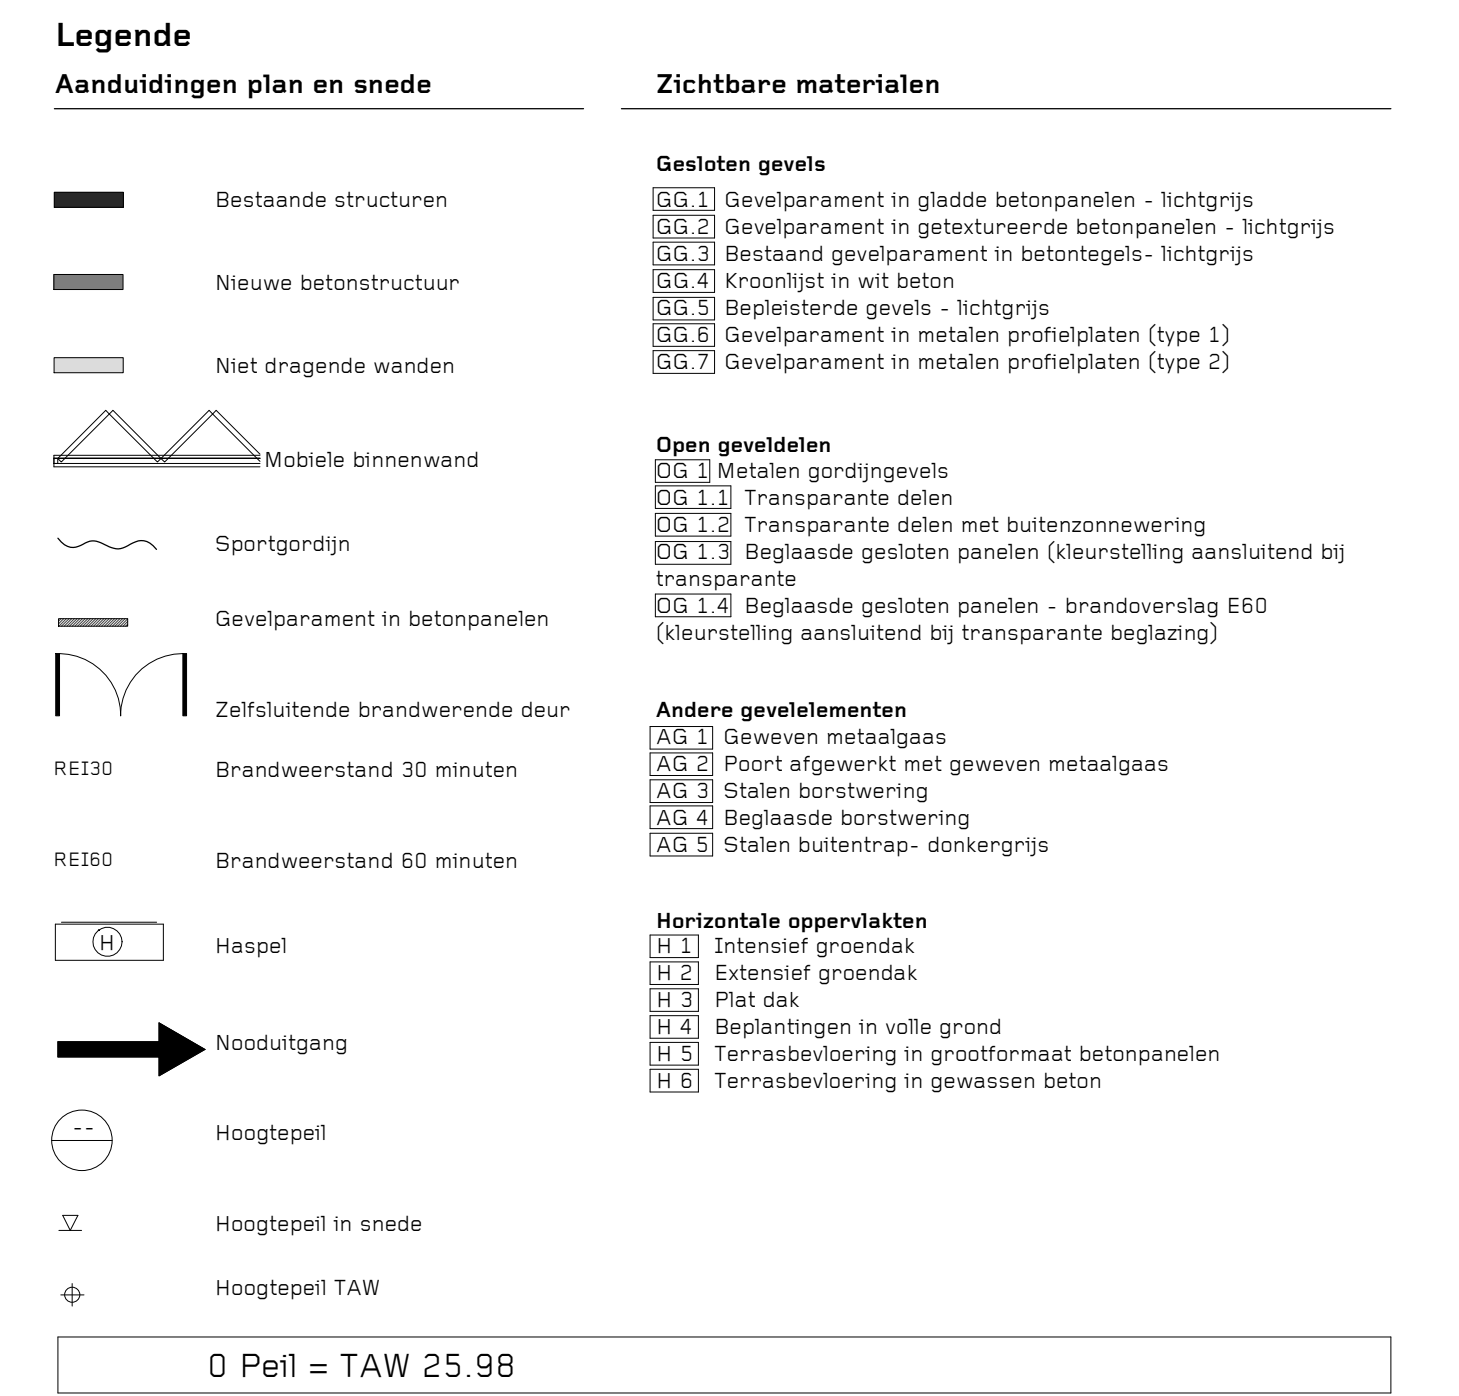 Legende
Aanduidingen plan en snede
Bestaande structuren
Nieuwe betonstructuur
Niet dragende wanden
Mobiele binnenwand
Sportgordijn
Gevelparament in betonpanelen
Zelfsluitende brandwerende deur
REI30 Brandweerstand 30 minuten
REI60 Brandweerstand 60 minuten
H Haspel
Nooduitgang
-- Hoogtepeil
Hoogtepeil in snede
Hoogtepeil TAW
Zichtbare materialen
Gesloten gevels
GG.1 Gevelparament in gladde betonpanelen - lichtgrijs
GG.2 Gevelparament in getextureerde betonpanelen - lichtgrijs
GG.3 Bestaand gevelparament in betontegels- lichtgrijs
GG.4 Kroonlijst in wit beton
GG.5 Bepleisterde gevels - lichtgrijs
GG.6 Gevelparament in metalen profielplaten (type 1)
GG.7 Gevelparament in metalen profielplaten (type 2)
Open geveldelen
OG 1 Metalen gordijngevels
OG 1.1 Transparante delen
OG 1.2 Transparante delen met buitenzonnewering
OG 1.3 Beglaasde gesloten panelen (kleurstelling aansluitend bij
transparante
OG 1.4 Beglaasde gesloten panelen - brandoverslag E60
(kleurstelling aansluitend bij transparante beglazing)
Andere gevelelementen
AG 1 Geweven metaalgaas
AG 2 Poort afgewerkt met geweven metaalgaas
AG 3 Stalen borstwering
AG 4 Beglaasde borstwering
AG 5 Stalen buitentrap- donkergrijs
Horizontale oppervlakten
H 1 Intensief groendak
H 2 Extensief groendak
H 3 Plat dak
H 4 Beplantingen in volle grond
H 5 Terrasbevloering in grootformaat betonpanelen
H 6 Terrasbevloering in gewassen beton
0 Peil = TAW 25.98